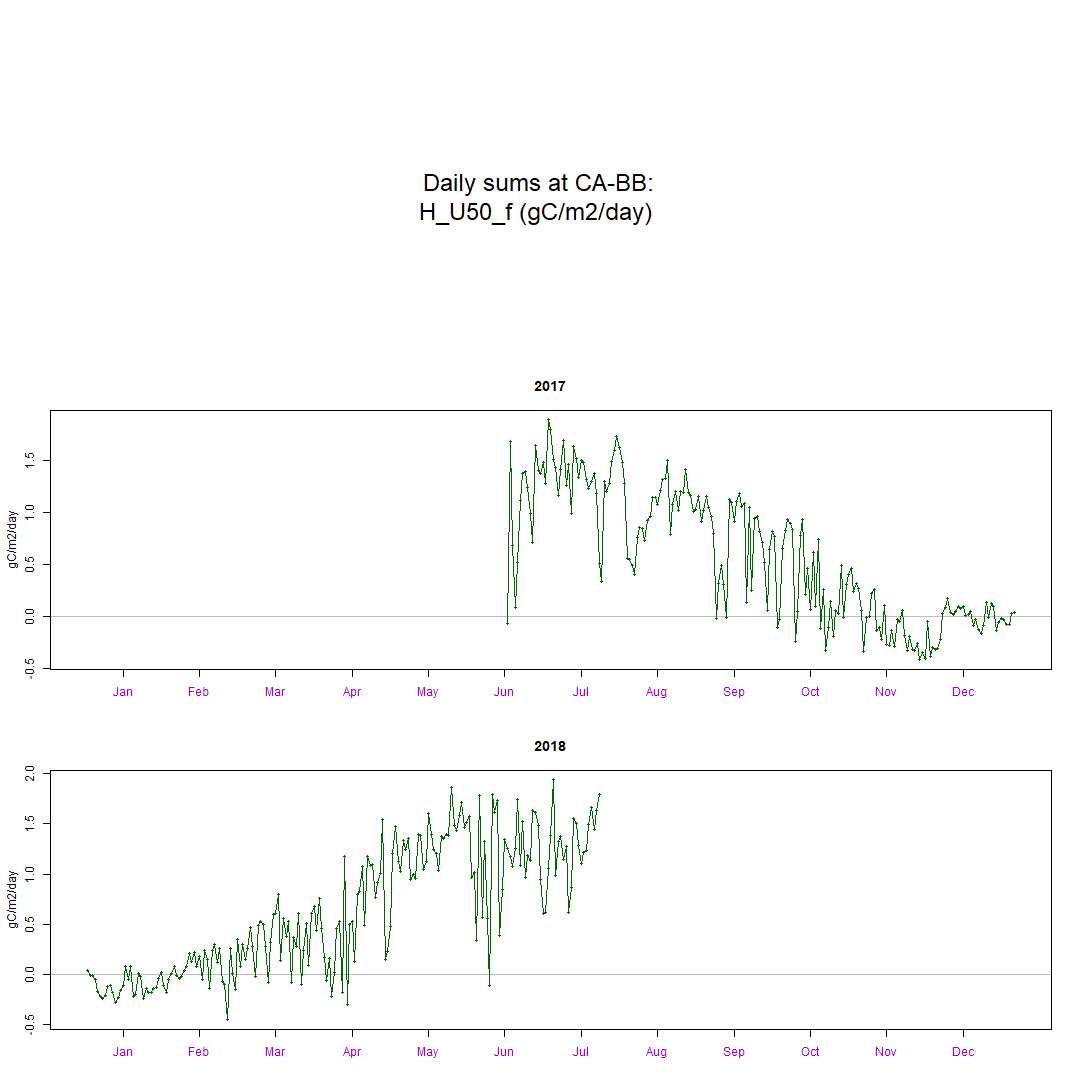 Daily sums at CA-BB:
H_U50_f (gC/m2/day)
2017
gC/m2/day
1.5
1.0
0.5
0.0
-0.5
Jan Feb Mar Apr May Jun Jul Aug Sep Oct Nov Dec
2018
gC/m2/day
2.0
1.5
1.0
0.5
0.0
-0.5
Jan Feb Mar Apr May Jun Jul Aug Sep Oct Nov Dec